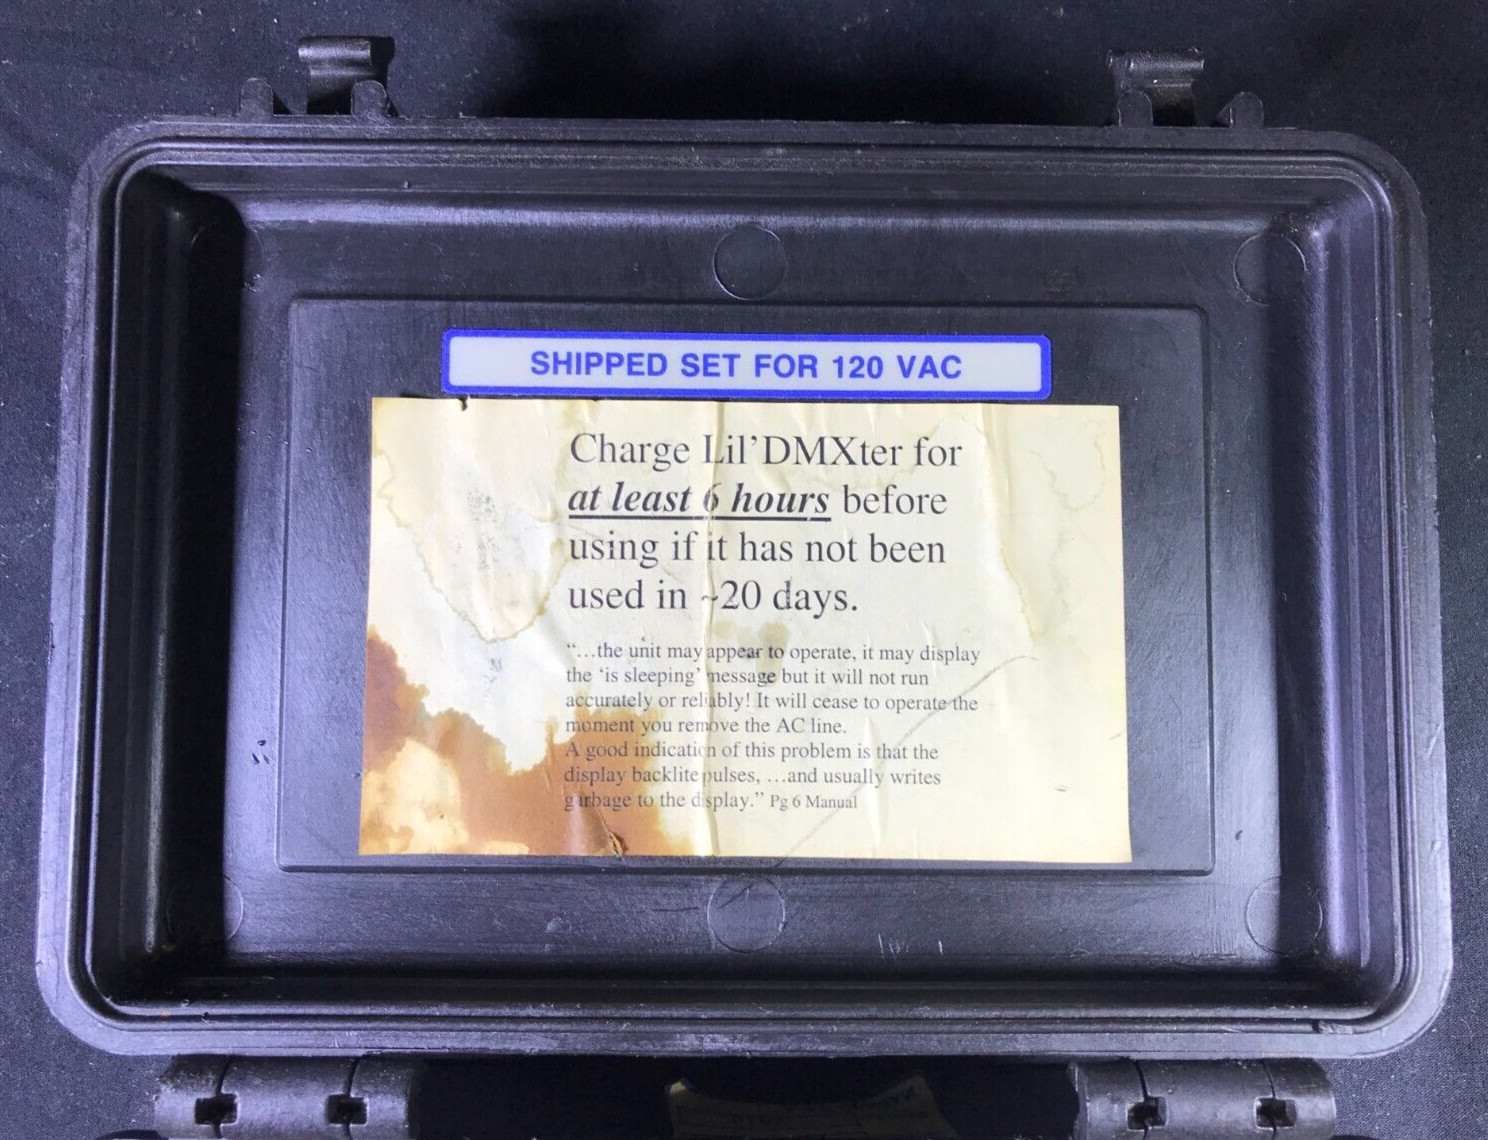 SHIPPED SET FOR 120 VAC
Charge Lil’DMXter for
at least 6 hours before
using if it has not been
used in ~20 days.
“…the unit may appear to operate, it may display
the ‘is sleeping’ message but it will not run
accurately or reliably! It will cease to operate the
moment you remove the AC line.
A good indication of this problem is that the
display backlite pulses, …and usually writes
garbage to the display.” Pg 6 Manual